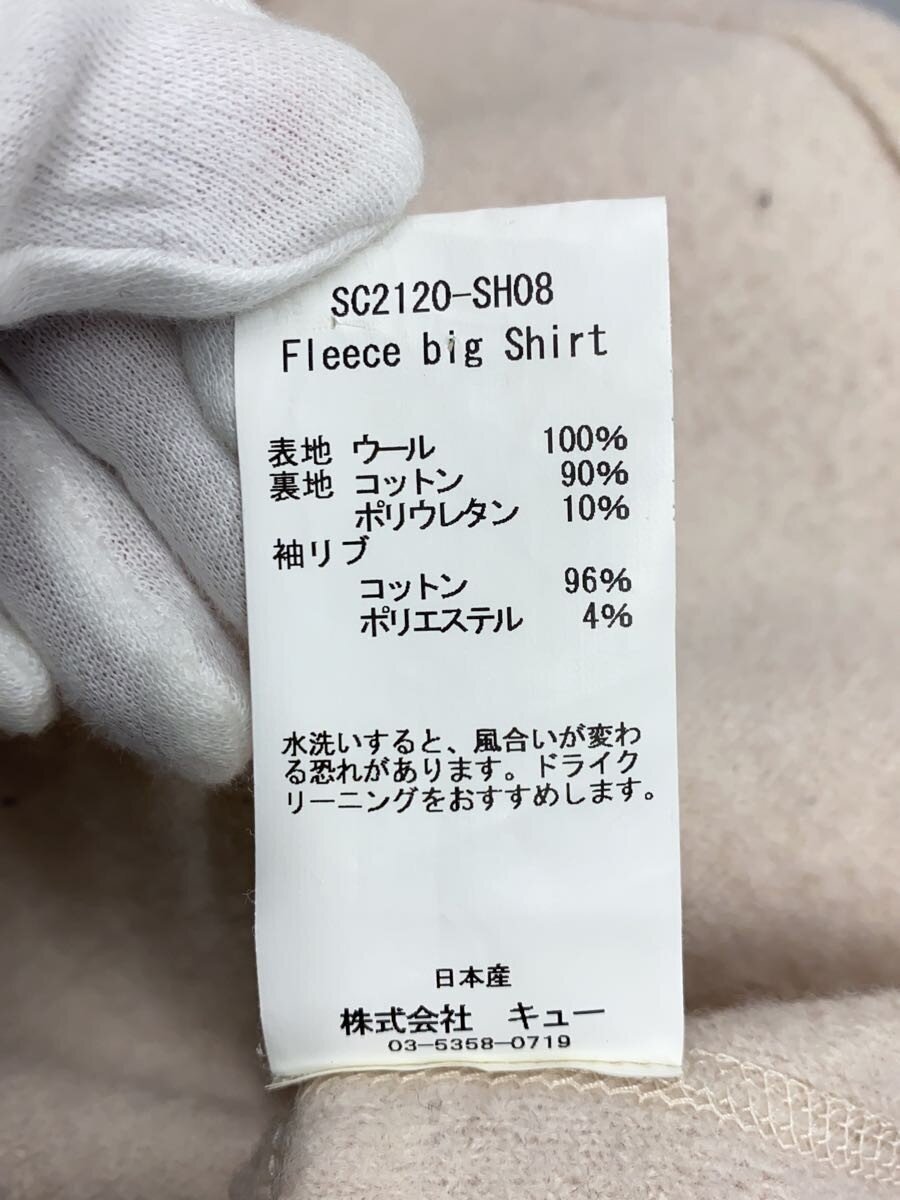 SC2120-SH08
Fleece big Shirt
表地 ウール 100%
裏地 コットン 90%
ポリウレタン 10%
袖リブ
コットン 96%
ポリエステル 4%
水洗いすると、風合いが変わ
る恐れがあります。ドライク
リーニングをおすすめします。
日本産
株式会社 キュー
03-5358-0719